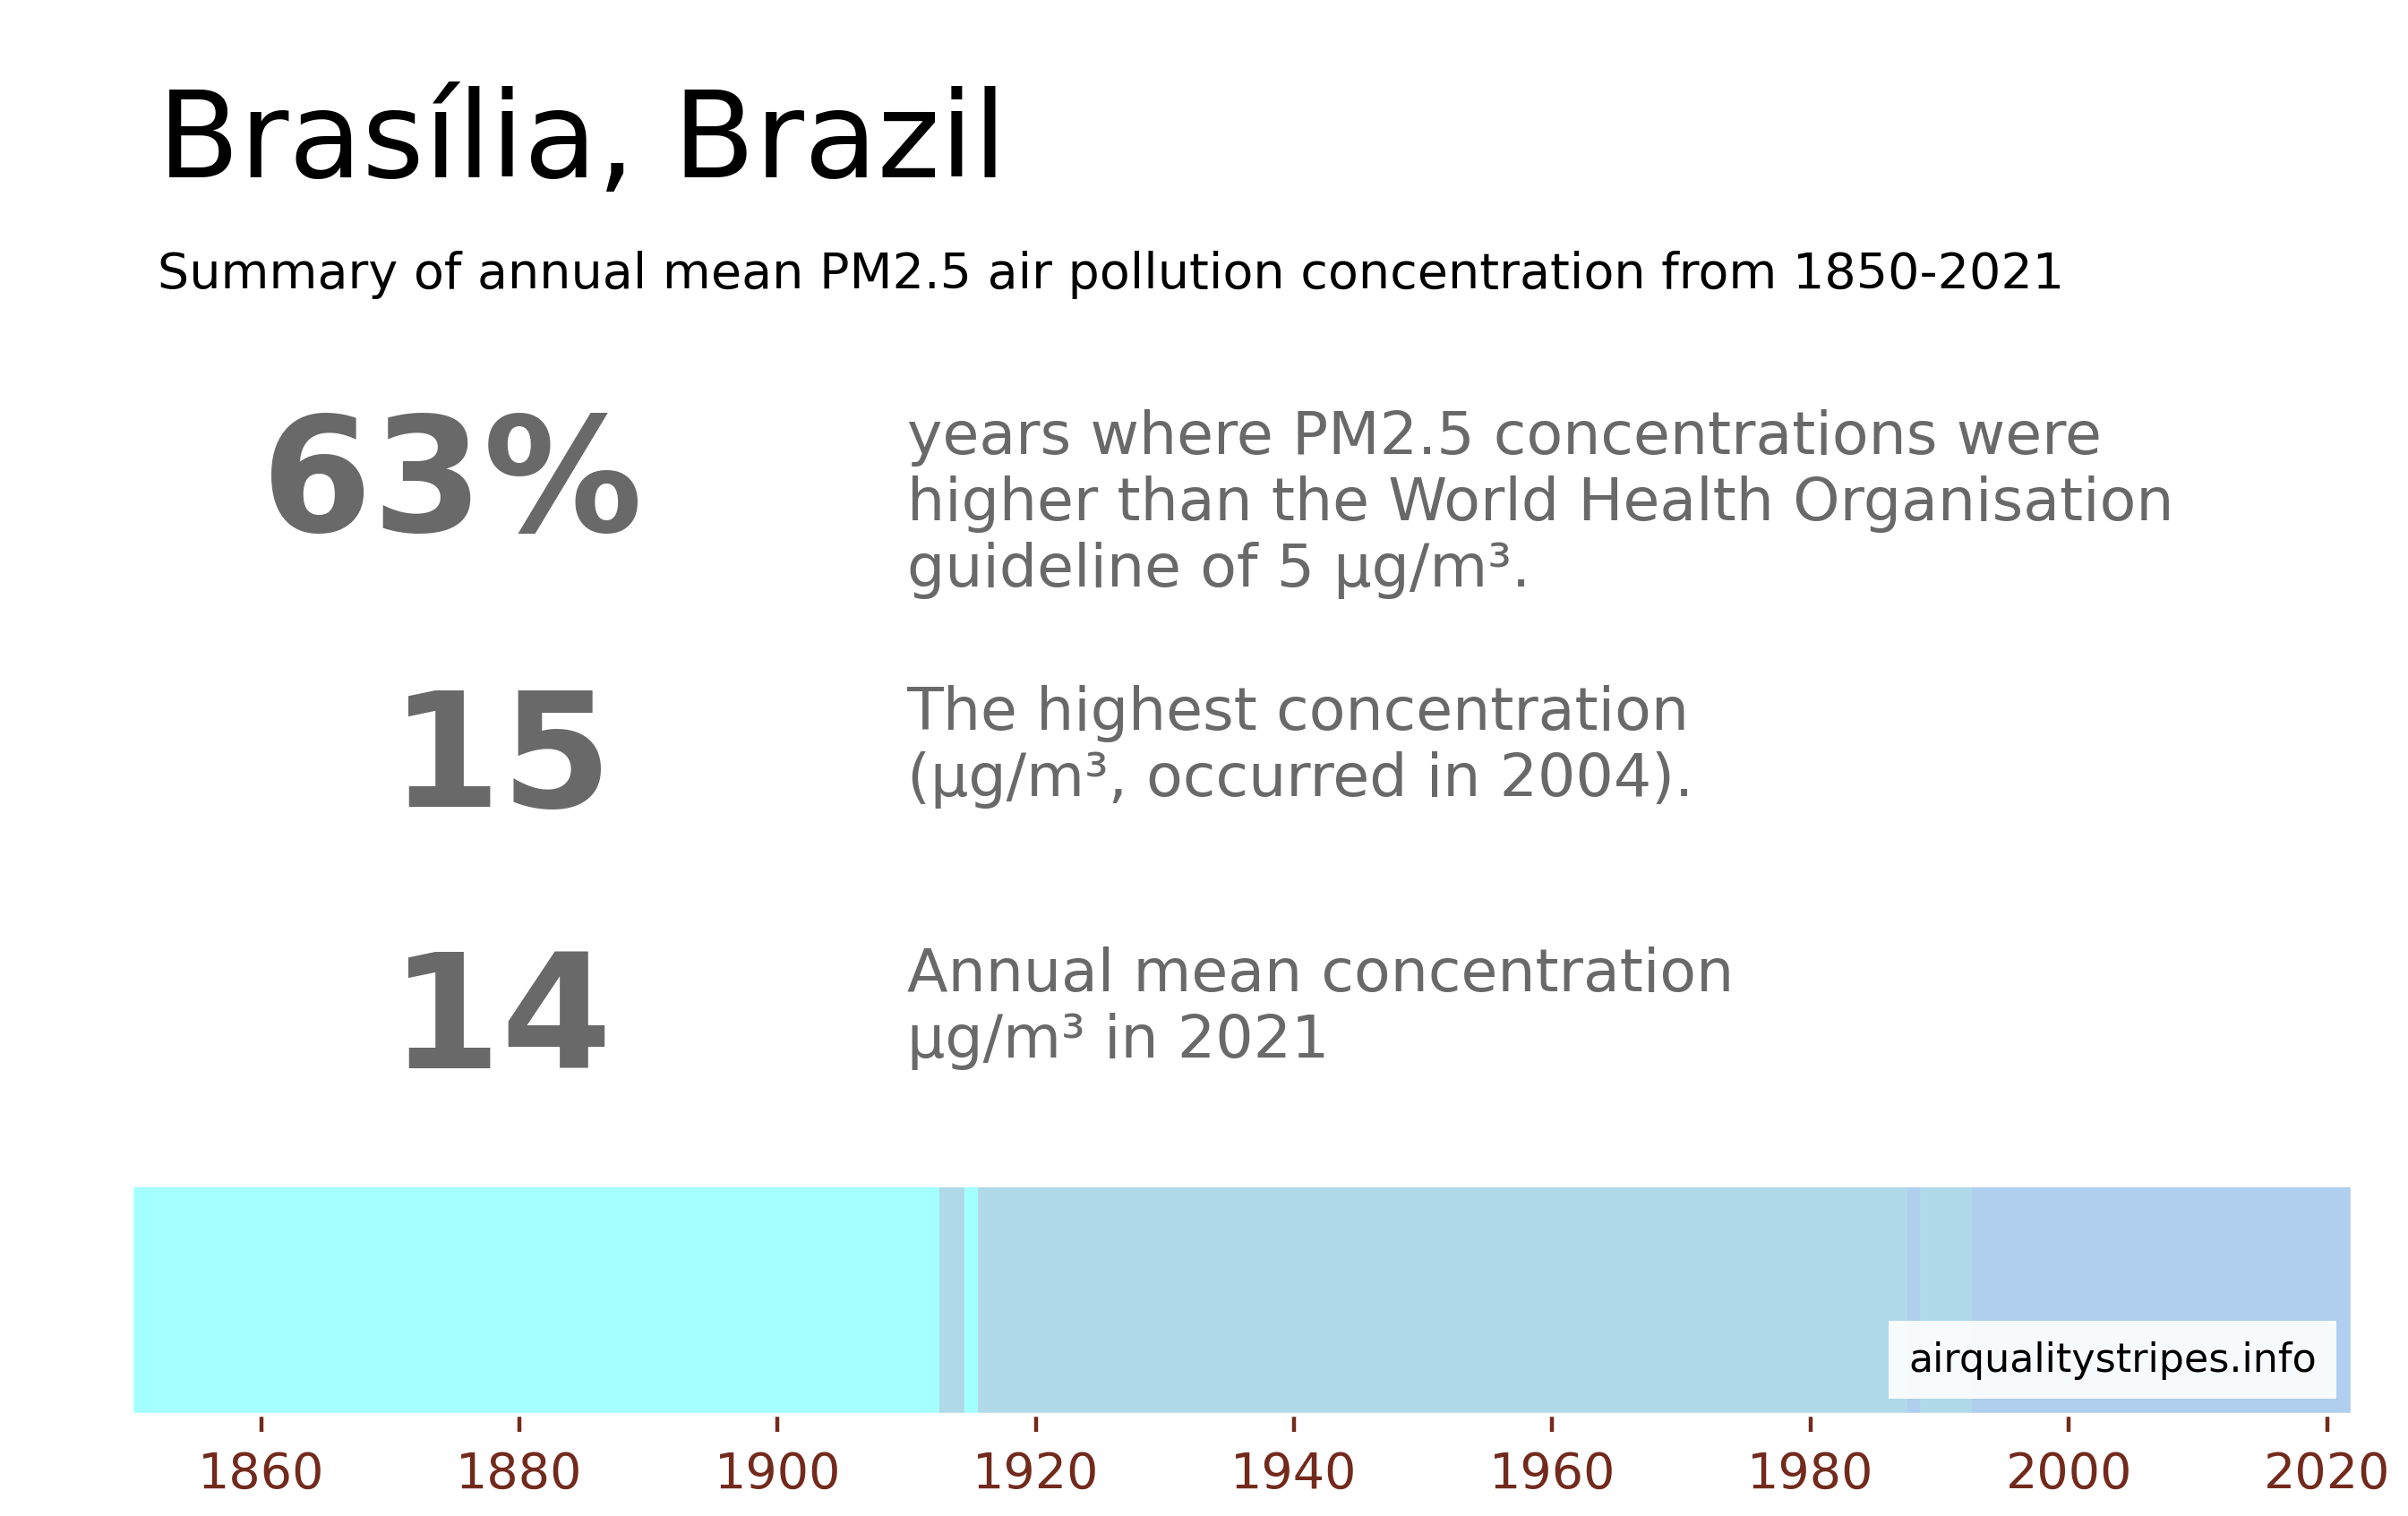 Brasília, Brazil
Summary of annual mean PM2.5 air pollution concentration from 1850-2021
63%
years where PM2.5 concentrations were
higher than the World Health Organisation
guideline of 5 µg/m³.
15
The highest concentration
(µg/m³, occurred in 2004).
14
Annual mean concentration
µg/m³ in 2021
airqualitystripes.info
1860 1880 1900 1920 1940 1960 1980 2000 2020